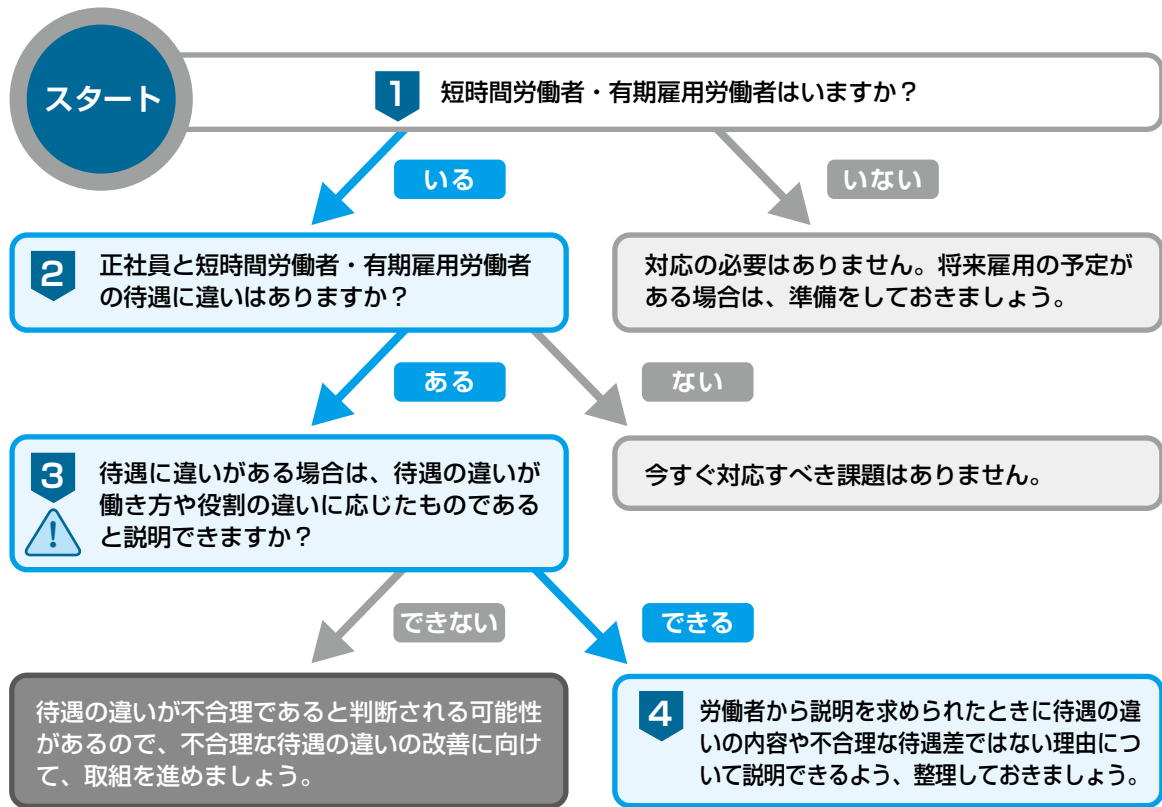 スタート
1 短時間労働者・有期雇用労働者はいますか？
いる
いない
2 正社員と短時間労働者・有期雇用労働者
の待遇に違いはありますか？
対応の必要はありません。将来雇用の予定が
ある場合は、準備をしておきましょう。
ある
ない
3 待遇に違いがある場合は、待遇の違いが
働き方や役割の違いに応じたものである
と説明できますか？
!
今すぐ対応すべき課題はありません。
できない
できる
待遇の違いが不合理であると判断される可能性
があるので、不合理な待遇の違いの改善に向け
て、取組を進めましょう。
4 労働者から説明を求められたときに待遇の違
いの内容や不合理な待遇差ではない理由につ
いて説明できるよう、整理しておきましょう。